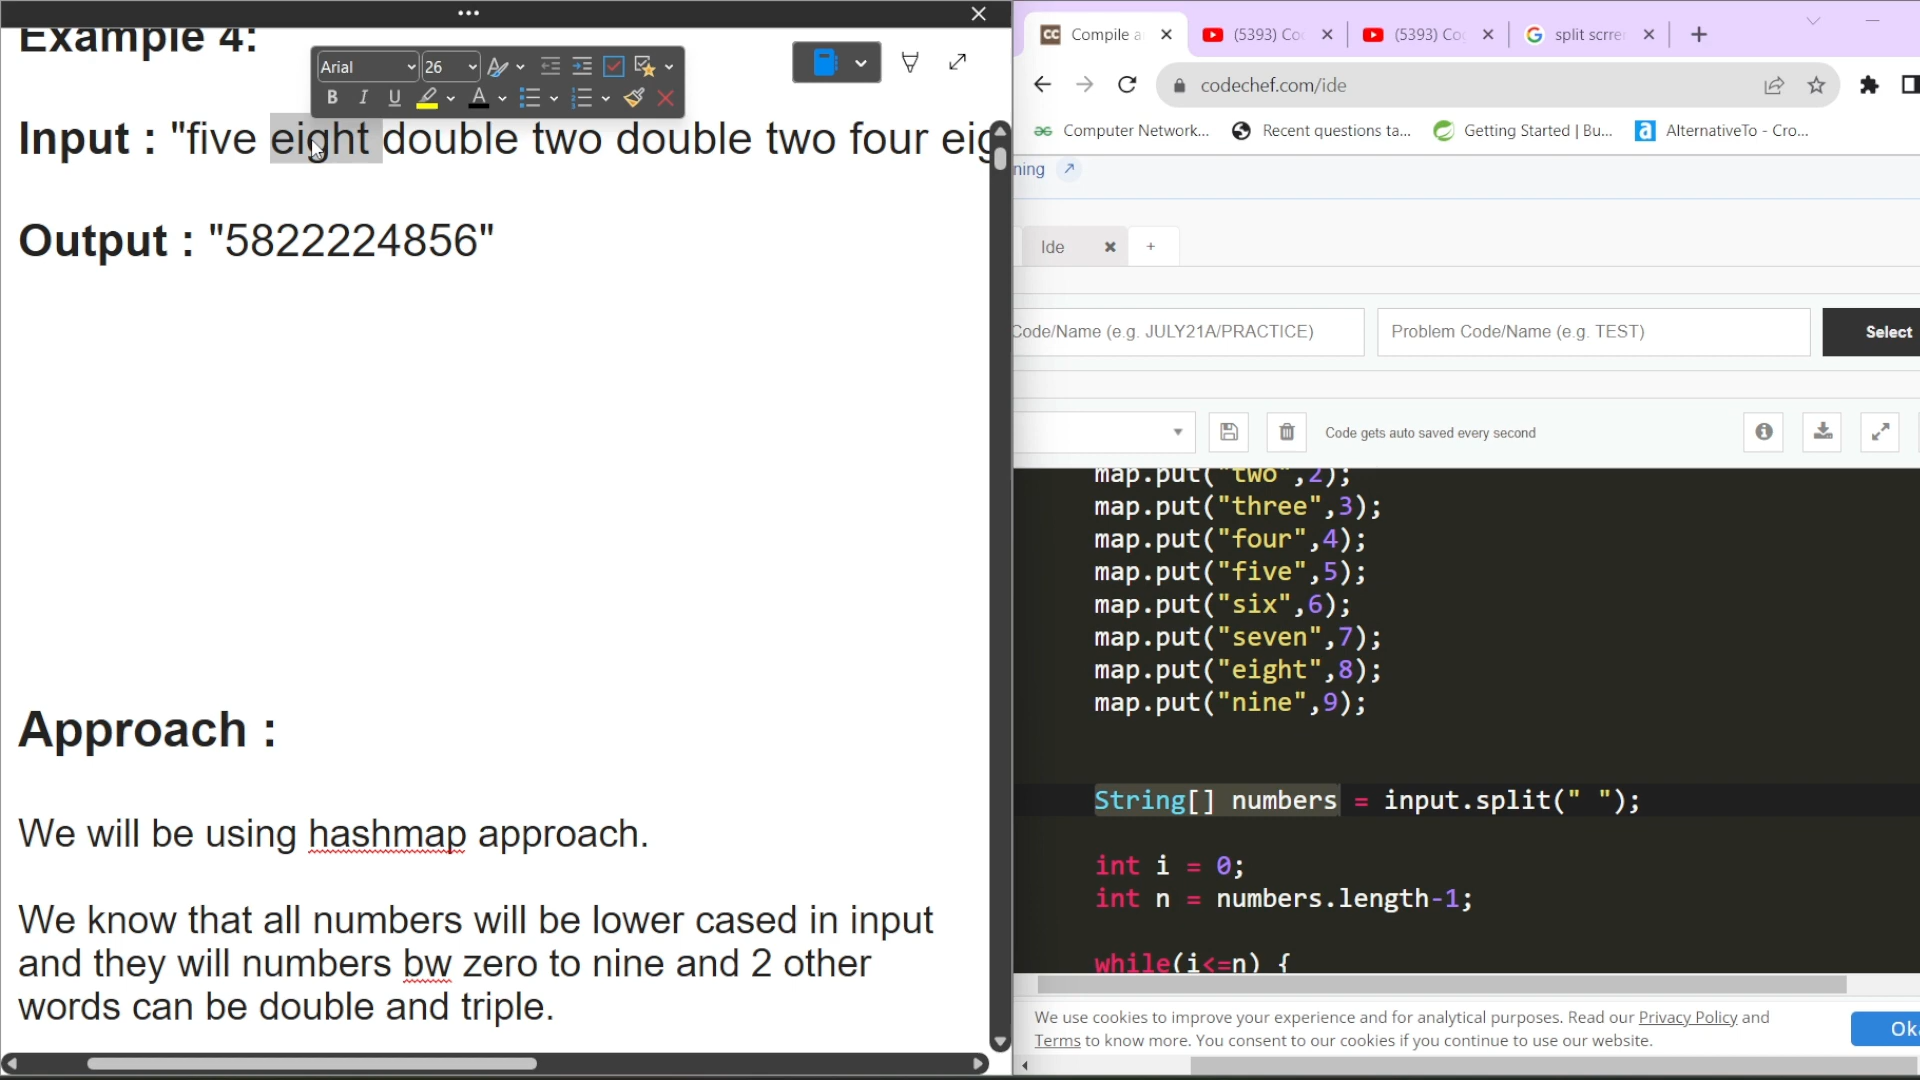 Example 4:
Arial 26
B I U A
Input : "five eight double two double two four eig
Output : "5822224856"
Approach :
We will be using hashmap approach.
We know that all numbers will be lower cased in input
and they will numbers bw zero to nine and 2 other
words can be double and triple.
CC Compile a
(5393) Co
(5393) Cog
split scrre
codechef.com/ide
Computer Network...
Recent questions ta...
Getting Started | Bu...
AlternativeTo - Cro...
ning
Ide
Code/Name (e.g. JULY21A/PRACTICE)
Problem Code/Name (e.g. TEST)
Select
Code gets auto saved every second
map.put("two",2);
map.put("three",3);
map.put("four",4);
map.put("five",5);
map.put("six",6);
map.put("seven",7);
map.put("eight",8);
map.put("nine",9);
String[] numbers = input.split(" ");
int i = 0;
int n = numbers.length-1;
while(i<=n) {
We use cookies to improve your experience and for analytical purposes. Read our Privacy Policy and
Terms to know more. You consent to our cookies if you continue to use our website.
Ok